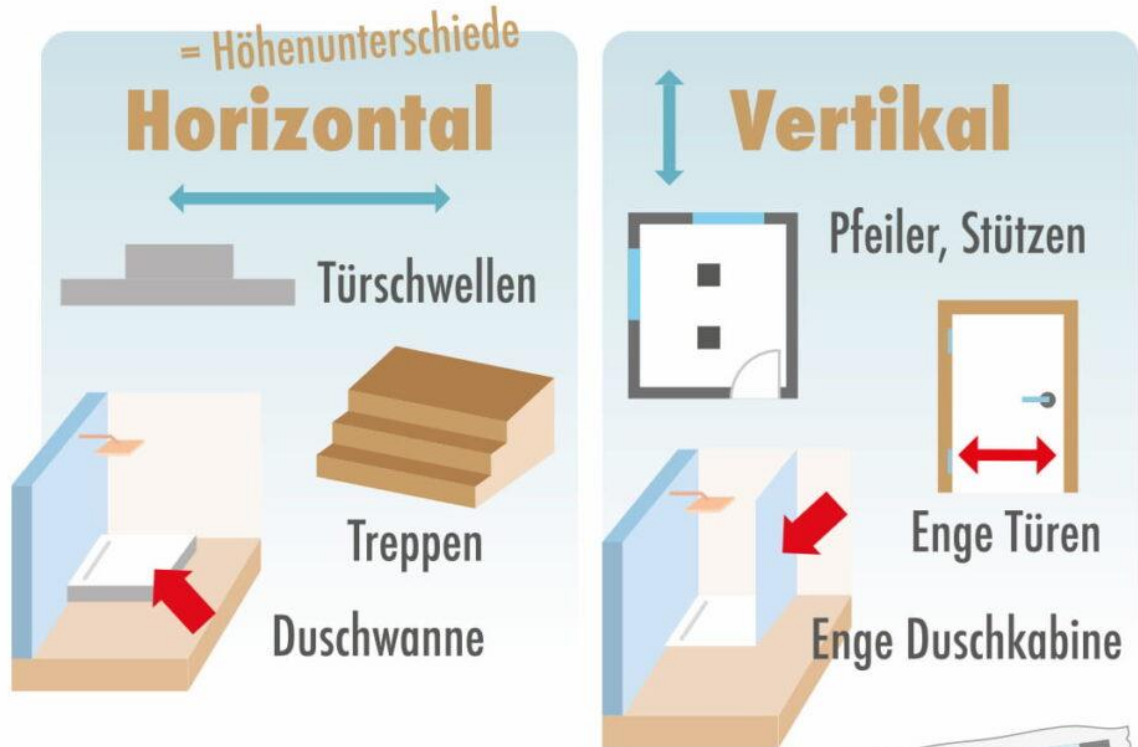 = Höhenunterschiede
Horizontal
Türschwellen
Treppen
Duschwanne
Vertikal
Pfeiler, Stützen
Enge Türen
Enge Duschkabine